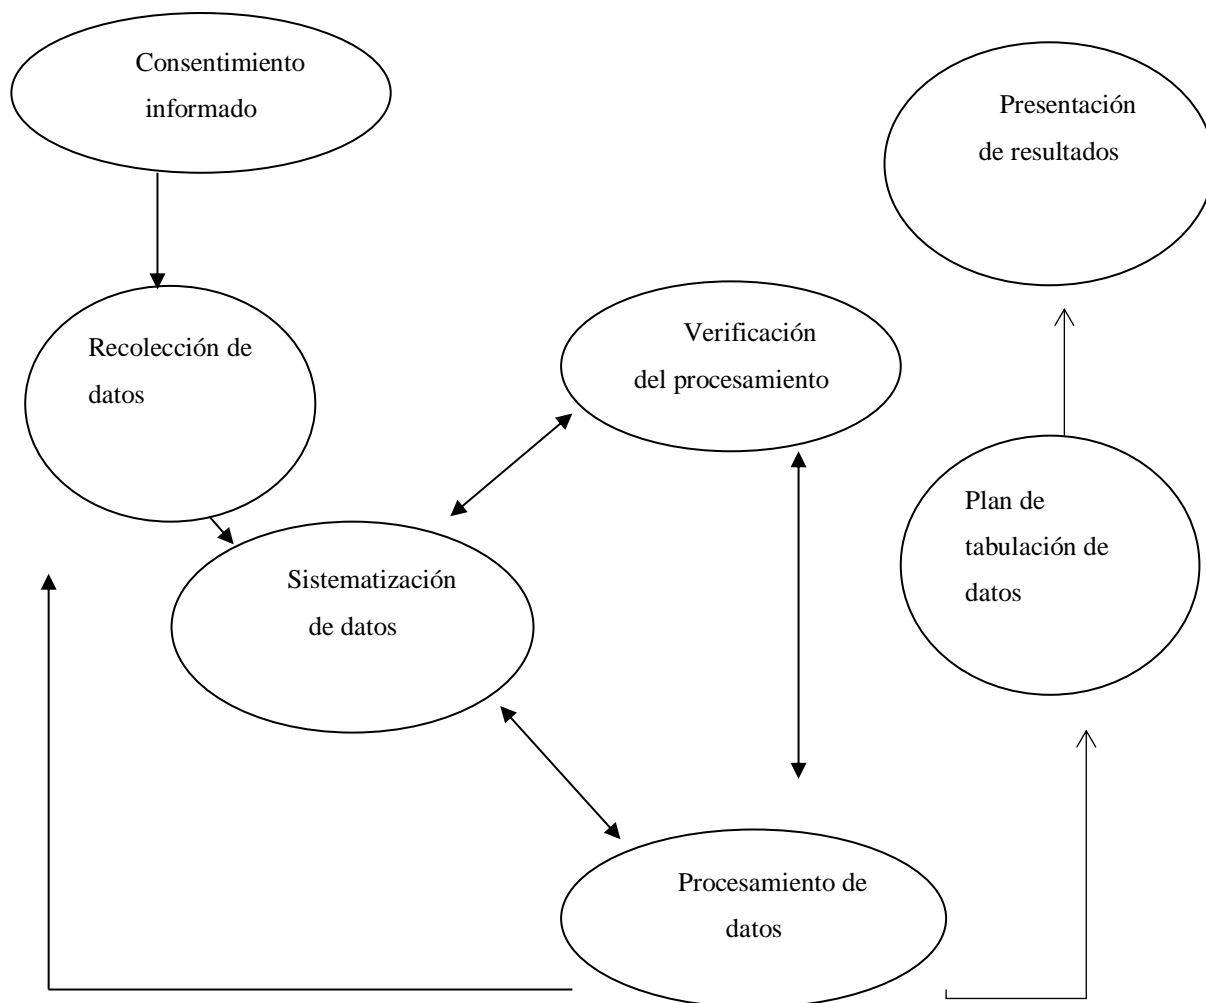 Consentimiento
informado
Recolección de
datos
Sistematización
de datos
Verificación
del procesamiento
Procesamiento de
datos
Plan de
tabulación de
datos
Presentación
de resultados